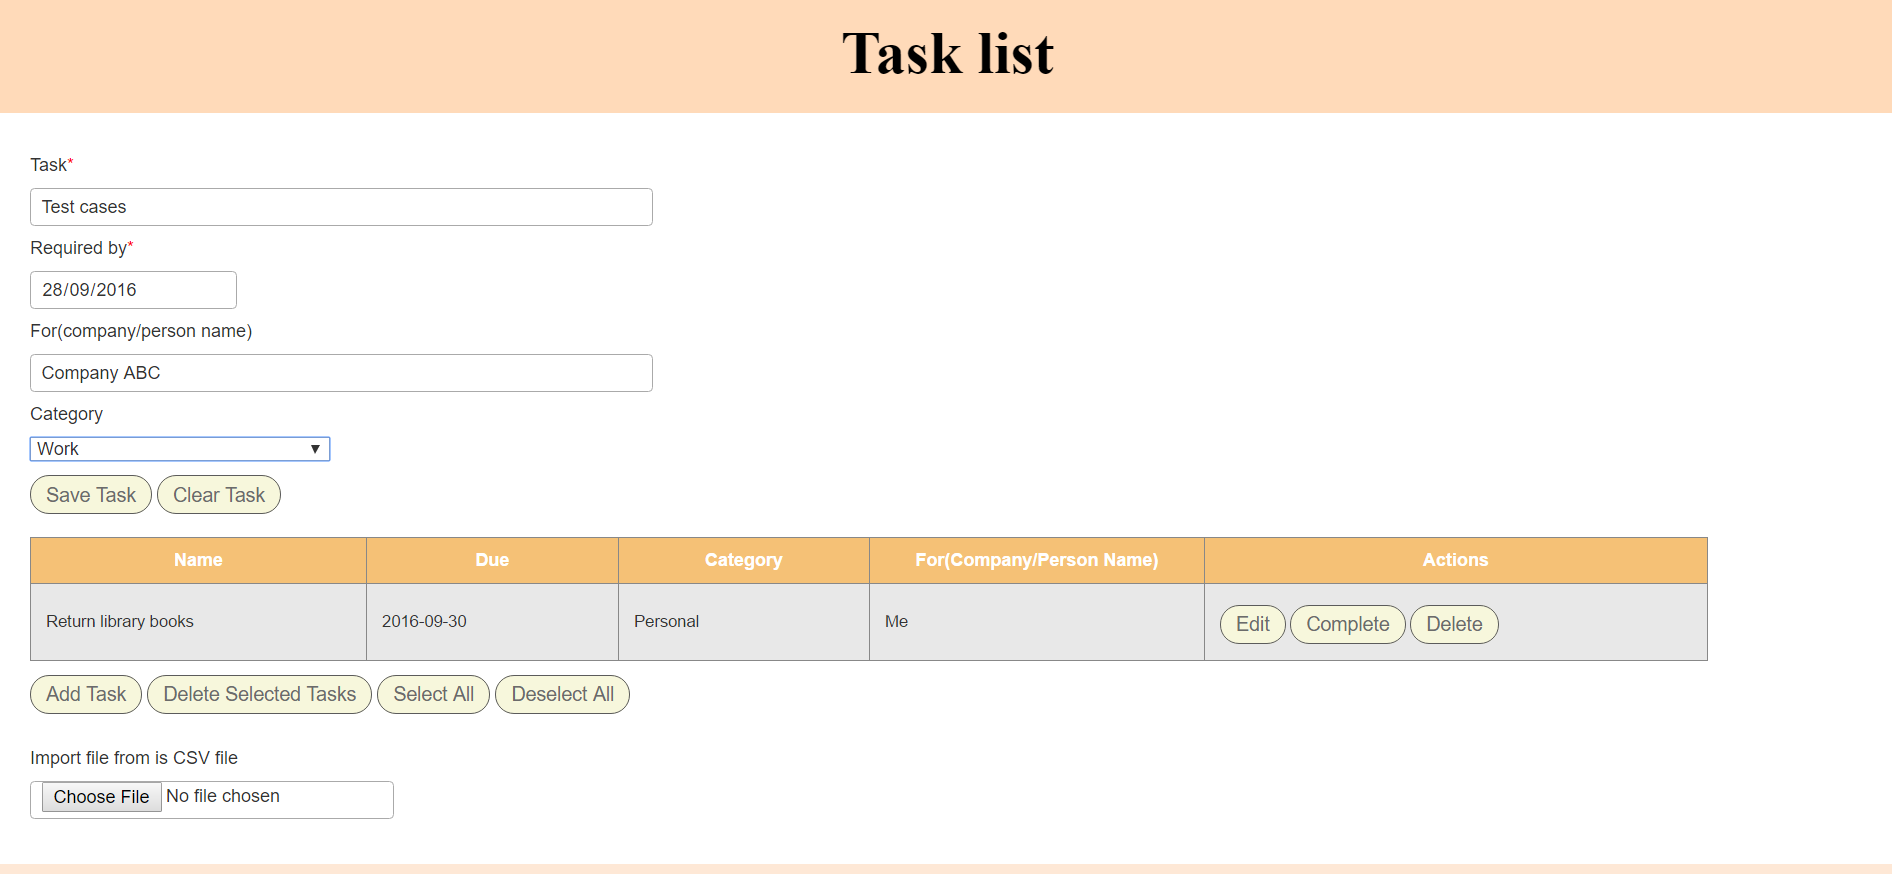 Task list
Task*
Test cases
Required by*
28/09/2016
For(company/person name)
Company ABC
Category
Work
Save Task Clear Task
Name Due Category For(Company/Person Name) Actions
Return library books 2016-09-30 Personal Me Edit Complete Delete
Add Task Delete Selected Tasks Select All Deselect All
Import file from is CSV file
Choose File No file chosen